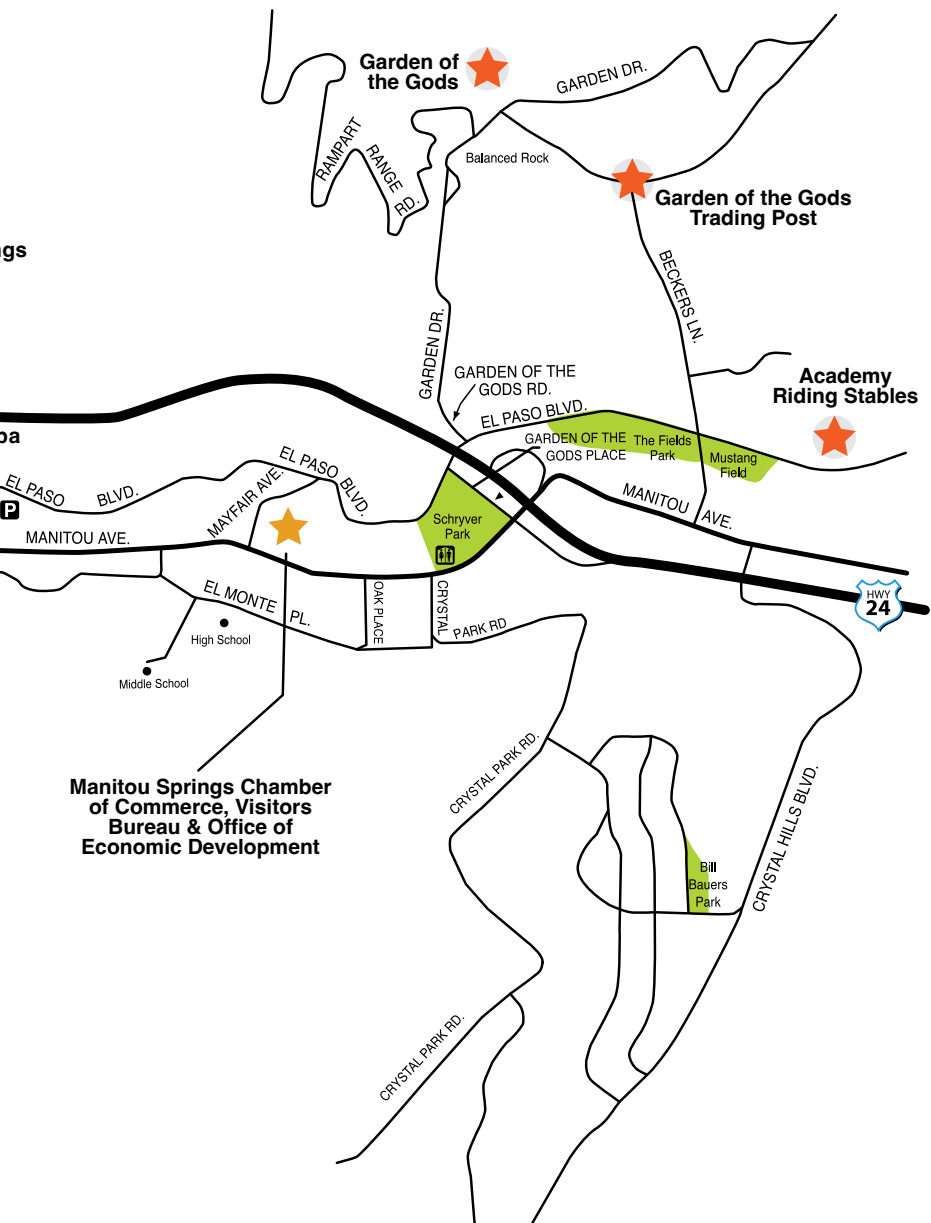 Garden of
the Gods
GARDEN DR.
RAMPART
RANGE
RD.
Balanced Rock
Garden of the Gods
Trading Post
ngs
BECKERS LN.
GARDEN DR.
GARDEN OF THE
GODS RD.
Academy
Riding Stables
EL PASO BLVD.
GARDEN OF THE
GODS PLACE
The Fields
Park
Mustang
Field
pa
EL PASO
BLVD.
MAYFAIR AVE.
EL PASO
BLVD.
P
MANITOU AVE.
Schryver
Park
MANITOU
AVE.
HWY
24
EL MONTE
PL.
OAK PLACE
CRYSTAL
PARK RD
High School
Middle School
Manitou Springs Chamber
of Commerce, Visitors
Bureau & Office of
Economic Development
CRYSTAL PARK RD.
CRYSTAL HILLS BLVD.
Bill
Bauers
Park
CRYSTAL PARK RD.